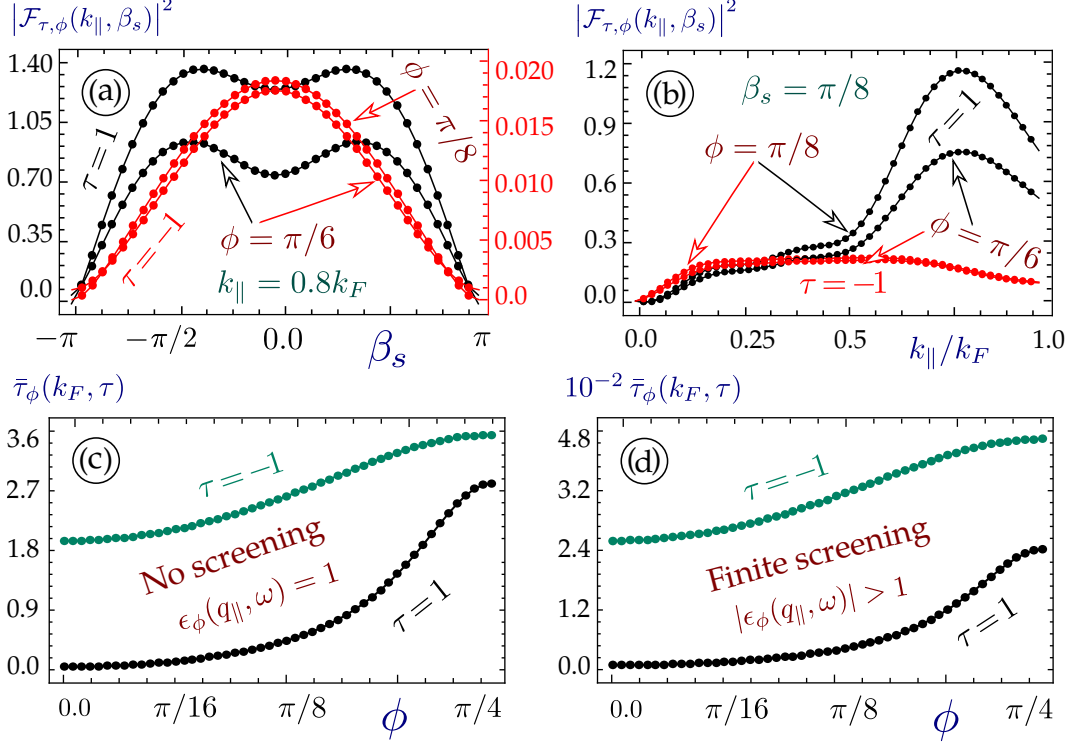 |𝓕τ,ϕ(k∥, βs)|²
(a)
1.40
1.05
0.70
0.35
0.0
0.020
0.015
0.010
0.005
0.0
τ=1
τ=−1
ϕ = π/8
ϕ = π/6
k∥ = 0.8kF
−π
−π/2
0.0
βs
π
|𝓕τ,ϕ(k∥, βs)|²
(b)
1.2
0.9
0.6
0.3
0.0
βs = π/8
ϕ = π/8
τ=1
ϕ = π/6
τ=−1
0.0
0.25
0.5
k∥/kF
1.0
τ̄ϕ(kF, τ)
(c)
3.6
2.7
1.8
0.9
0.0
τ=−1
No screening
ϵϕ(q∥, ω) = 1
τ=1
0.0
π/16
π/8
ϕ
π/4
10⁻² τ̄ϕ(kF, τ)
(d)
4.8
3.2
2.4
1.2
0.0
τ=−1
Finite screening
|ϵϕ(q∥, ω)| > 1
τ=1
0.0
π/16
π/8
ϕ
π/4